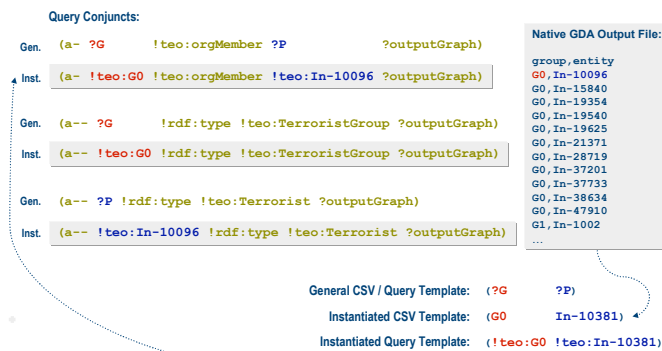 Query Conjuncts:
Gen. (a- ?G !teo:orgMember ?P ?outputGraph)
Inst. (a- !teo:G0 !teo:orgMember !teo:In-10096 ?outputGraph)
Gen. (a-- ?G !rdf:type !teo:TerroristGroup ?outputGraph)
Inst. (a-- !teo:G0 !rdf:type !teo:TerroristGroup ?outputGraph)
Gen. (a-- ?P !rdf:type !teo:Terrorist ?outputGraph)
Inst. (a-- !teo:In-10096 !rdf:type !teo:Terrorist ?outputGraph)
Native GDA Output File:
group,entity
G0,In-10096
G0,In-15840
G0,In-19354
G0,In-19540
G0,In-19625
G0,In-21371
G0,In-28719
G0,In-37201
G0,In-37733
G0,In-38634
G0,In-47910
G1,In-1002
...
General CSV / Query Template: (?G ?P)
Instantiated CSV Template: (G0 In-10381)
Instantiated Query Template: (!teo:G0 !teo:In-10381)